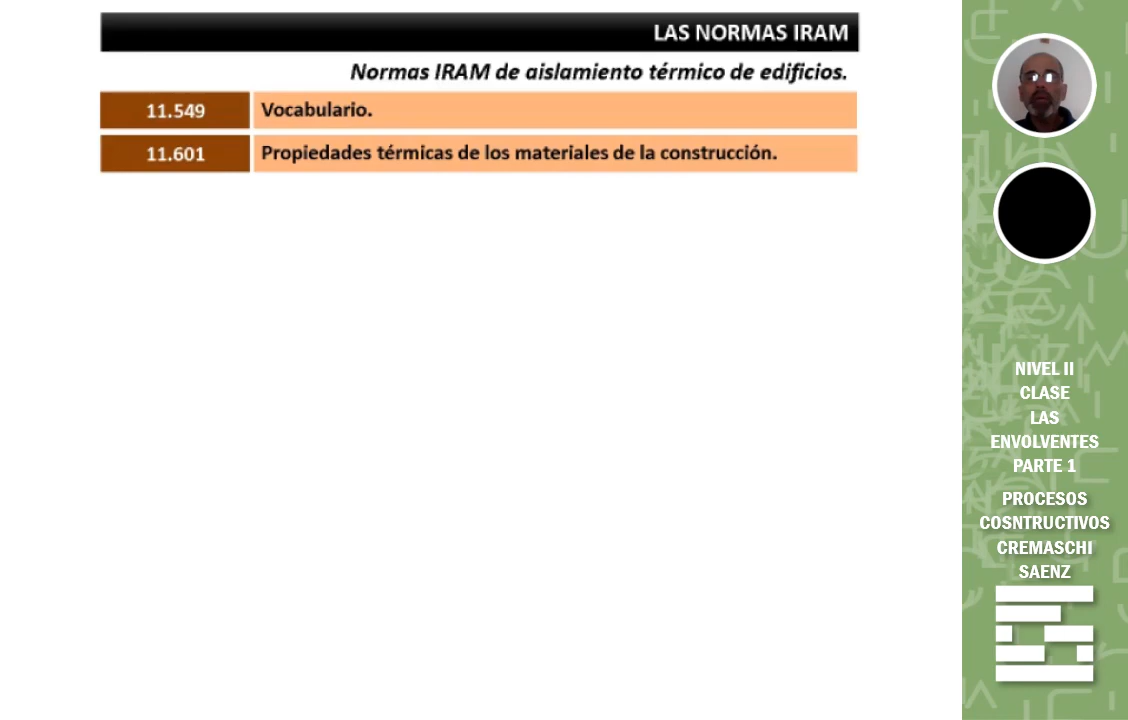 LAS NORMAS IRAM
Normas IRAM de aislamiento térmico de edificios.
11.549 Vocabulario.
11.601 Propiedades térmicas de los materiales de la construcción.
NIVEL II
CLASE
LAS
ENVOLVENTES
PARTE 1
PROCESOS
COSNTRUCTIVOS
CREMASCHI
SAENZ